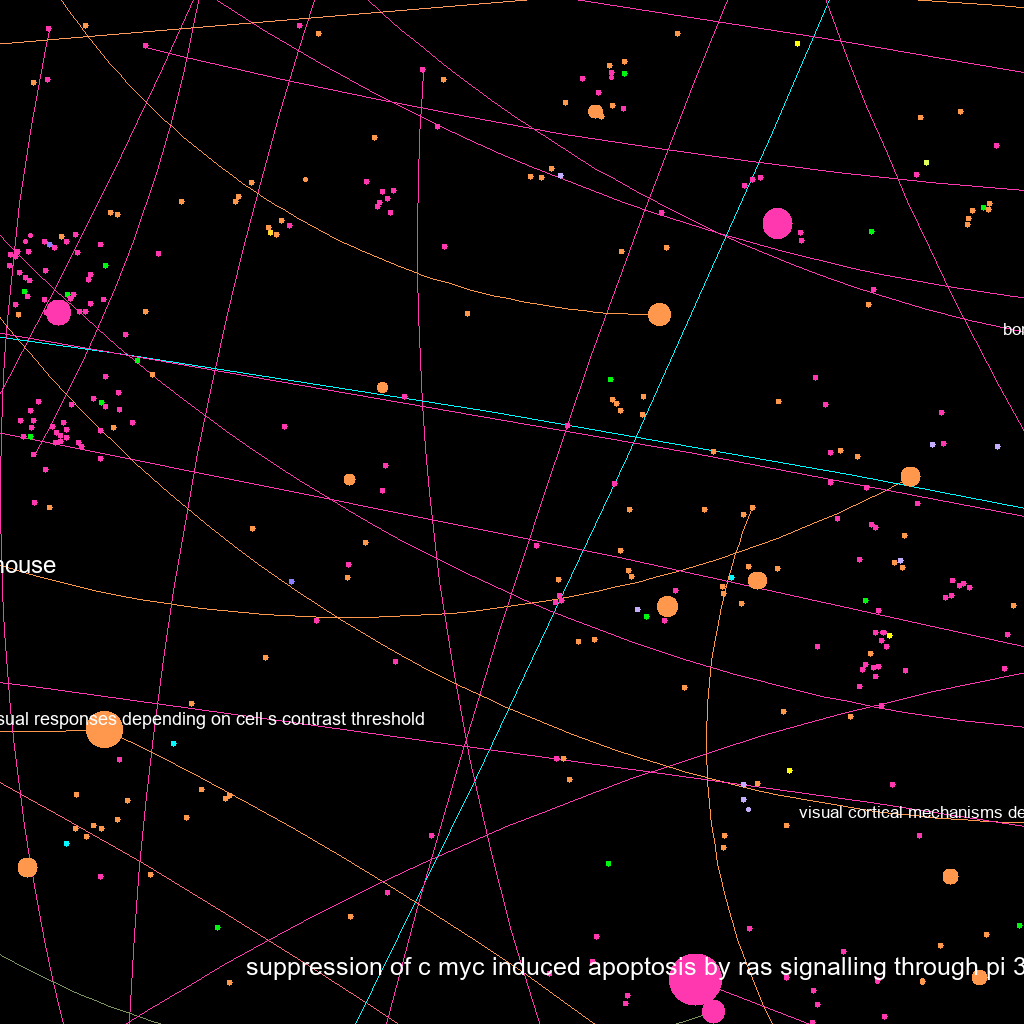 house
sual responses depending on cell s contrast threshold
visual cortical mechanisms de
suppression of c myc induced apoptosis by ras signalling through pi 3